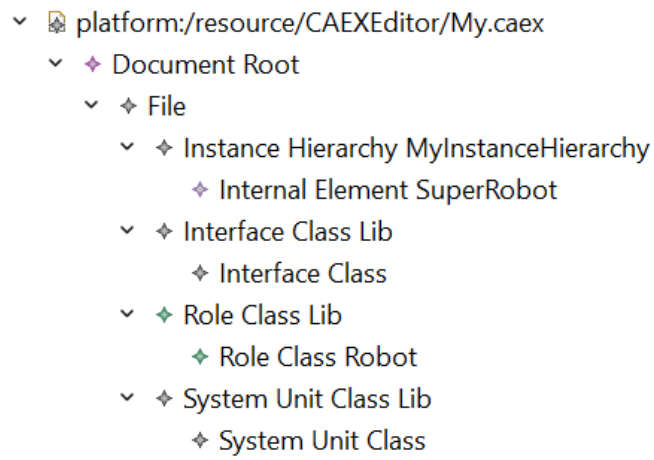 platform:/resource/CAEXEditor/My.caex
Document Root
File
Instance Hierarchy MyInstanceHierarchy
Internal Element SuperRobot
Interface Class Lib
Interface Class
Role Class Lib
Role Class Robot
System Unit Class Lib
System Unit Class